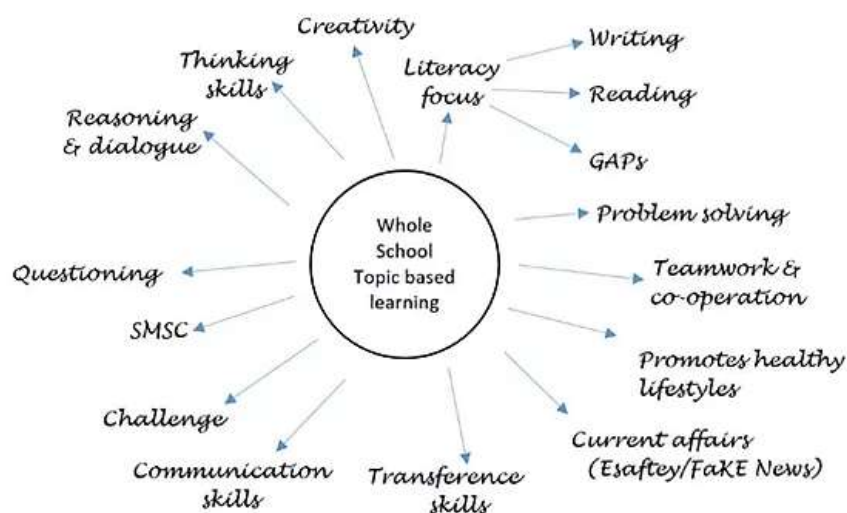 Creativity
Thinking
skills
Literacy
focus
Writing
Reading
GAPs
Reasoning
& dialogue
Whole
School
Topic based
learning
Problem solving
Questioning
Teamwork &
co-operation
SMSC
Promotes healthy
lifestyles
Challenge
Current affairs
(Esaftey/FaKE News)
Communication
skills
Transference
skills